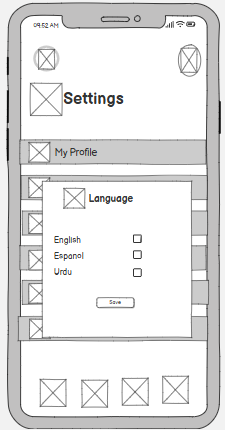 09:52 AM
Settings
My Profile
Language
English
Espanol
Urdu
Save